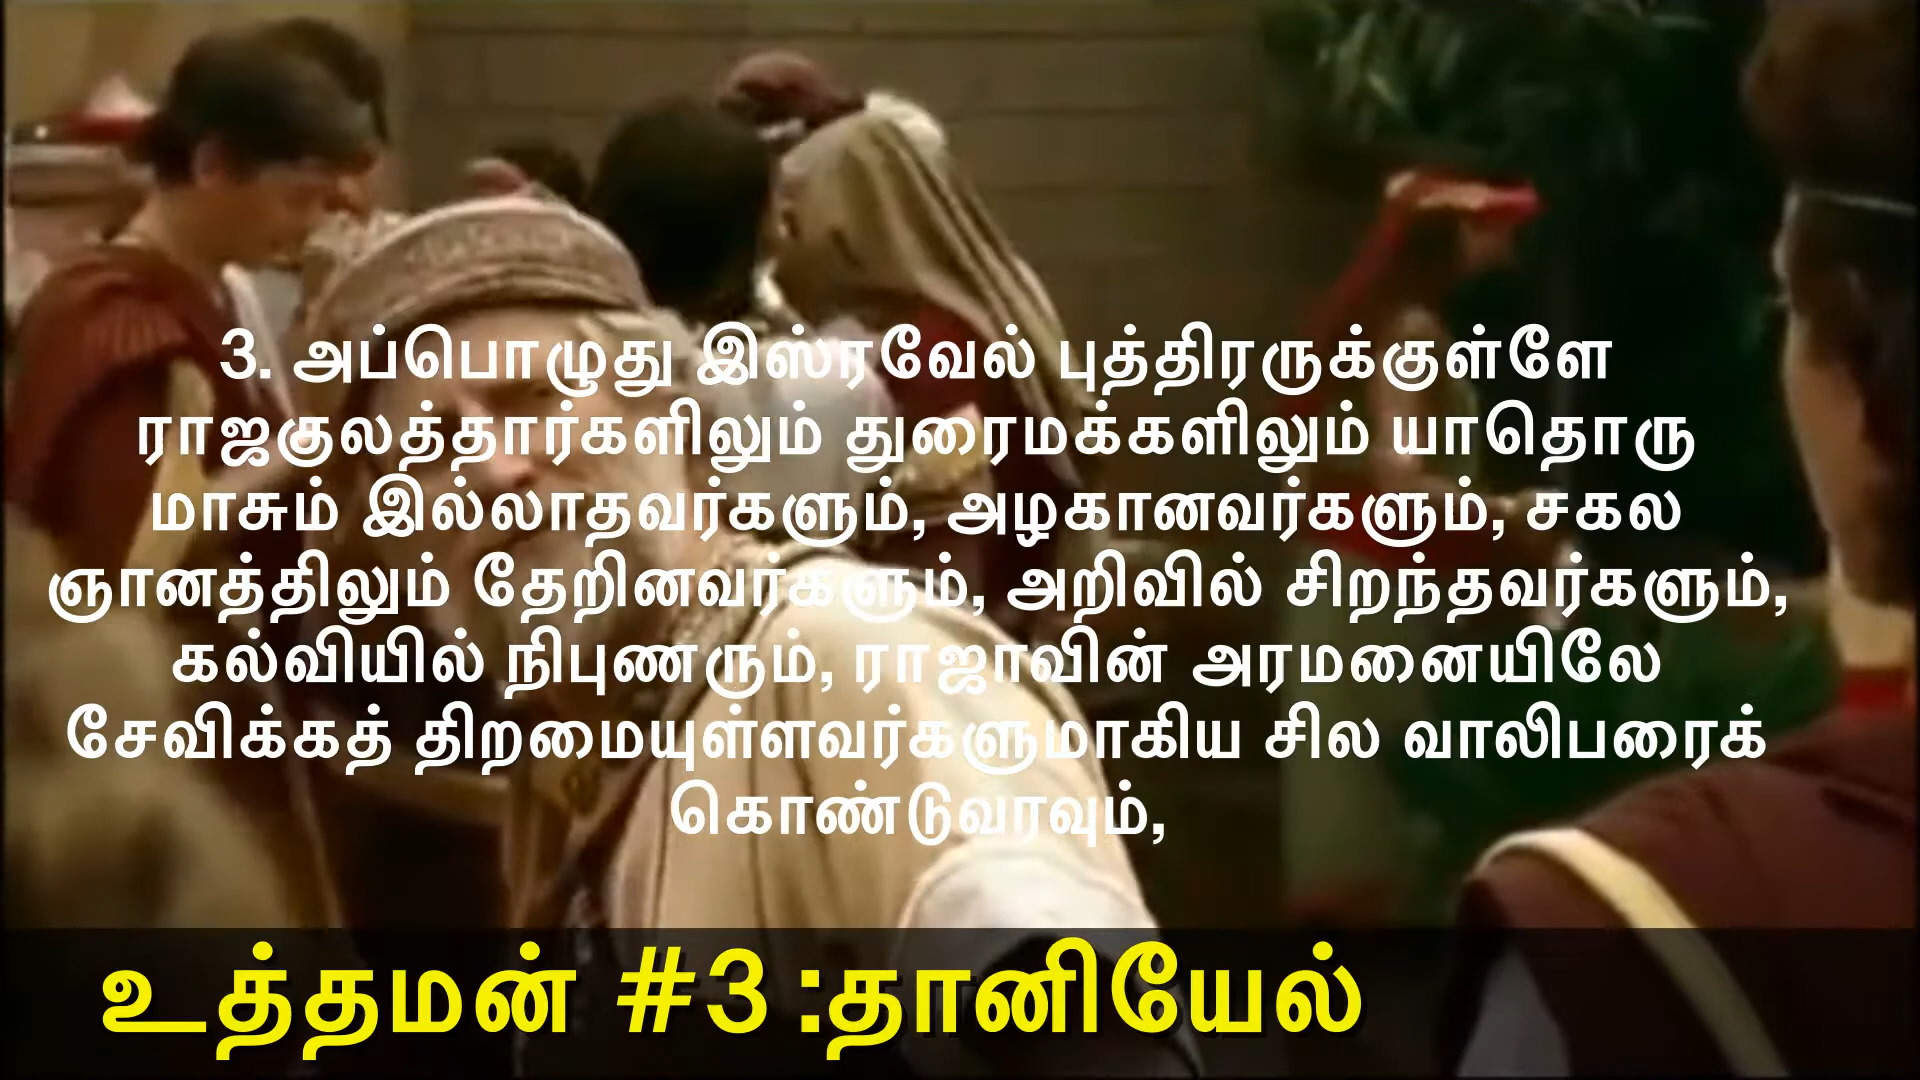 3. அப்பொழுது இஸ்ரவேல் புத்திரருக்குள்ளே
ராஜகுலத்தார்களிலும் துரைமக்களிலும் யாதொரு
மாசும் இல்லாதவர்களும், அழகானவர்களும், சகல
ஞானத்திலும் தேறினவர்களும், அறிவில் சிறந்தவர்களும்,
கல்வியில் நிபுணரும், ராஜாவின் அரமனையிலே
சேவிக்கத் திறமையுள்ளவர்களுமாகிய சில வாலிபரைக்
கொண்டுவரவும்,
உத்தமன் #3 :தானியேல்